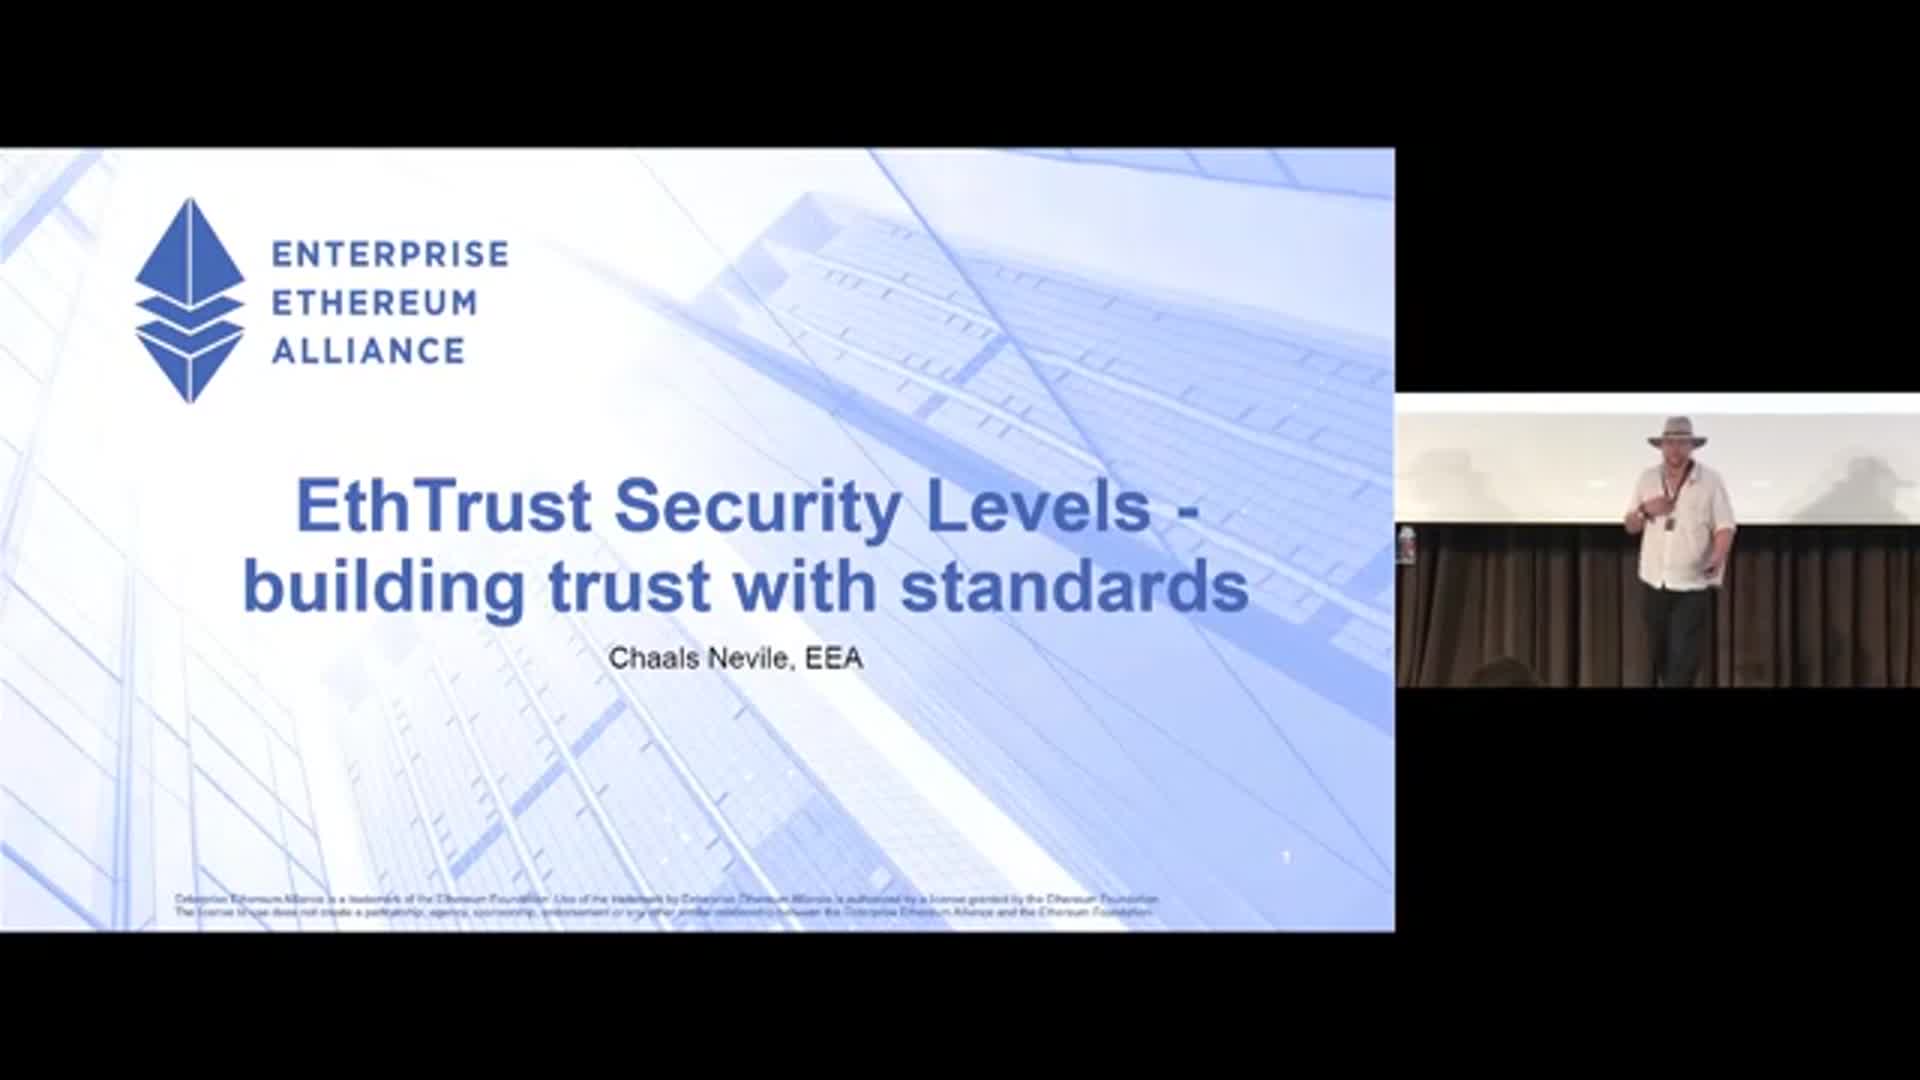 ENTERPRISE
ETHEREUM
ALLIANCE
EthTrust Security Levels -
building trust with standards
Chaals Nevile, EEA
1
Enterprise Ethereum Alliance is a trademark of the Ethereum Foundation. Use of the trademark by Enterprise Ethereum Alliance is authorized by a license granted by the Ethereum Foundation.
The license to use does not create a partnership, agency, sponsorship, endorsement or any other similar relationship between the Enterprise Ethereum Alliance and the Ethereum Foundation.